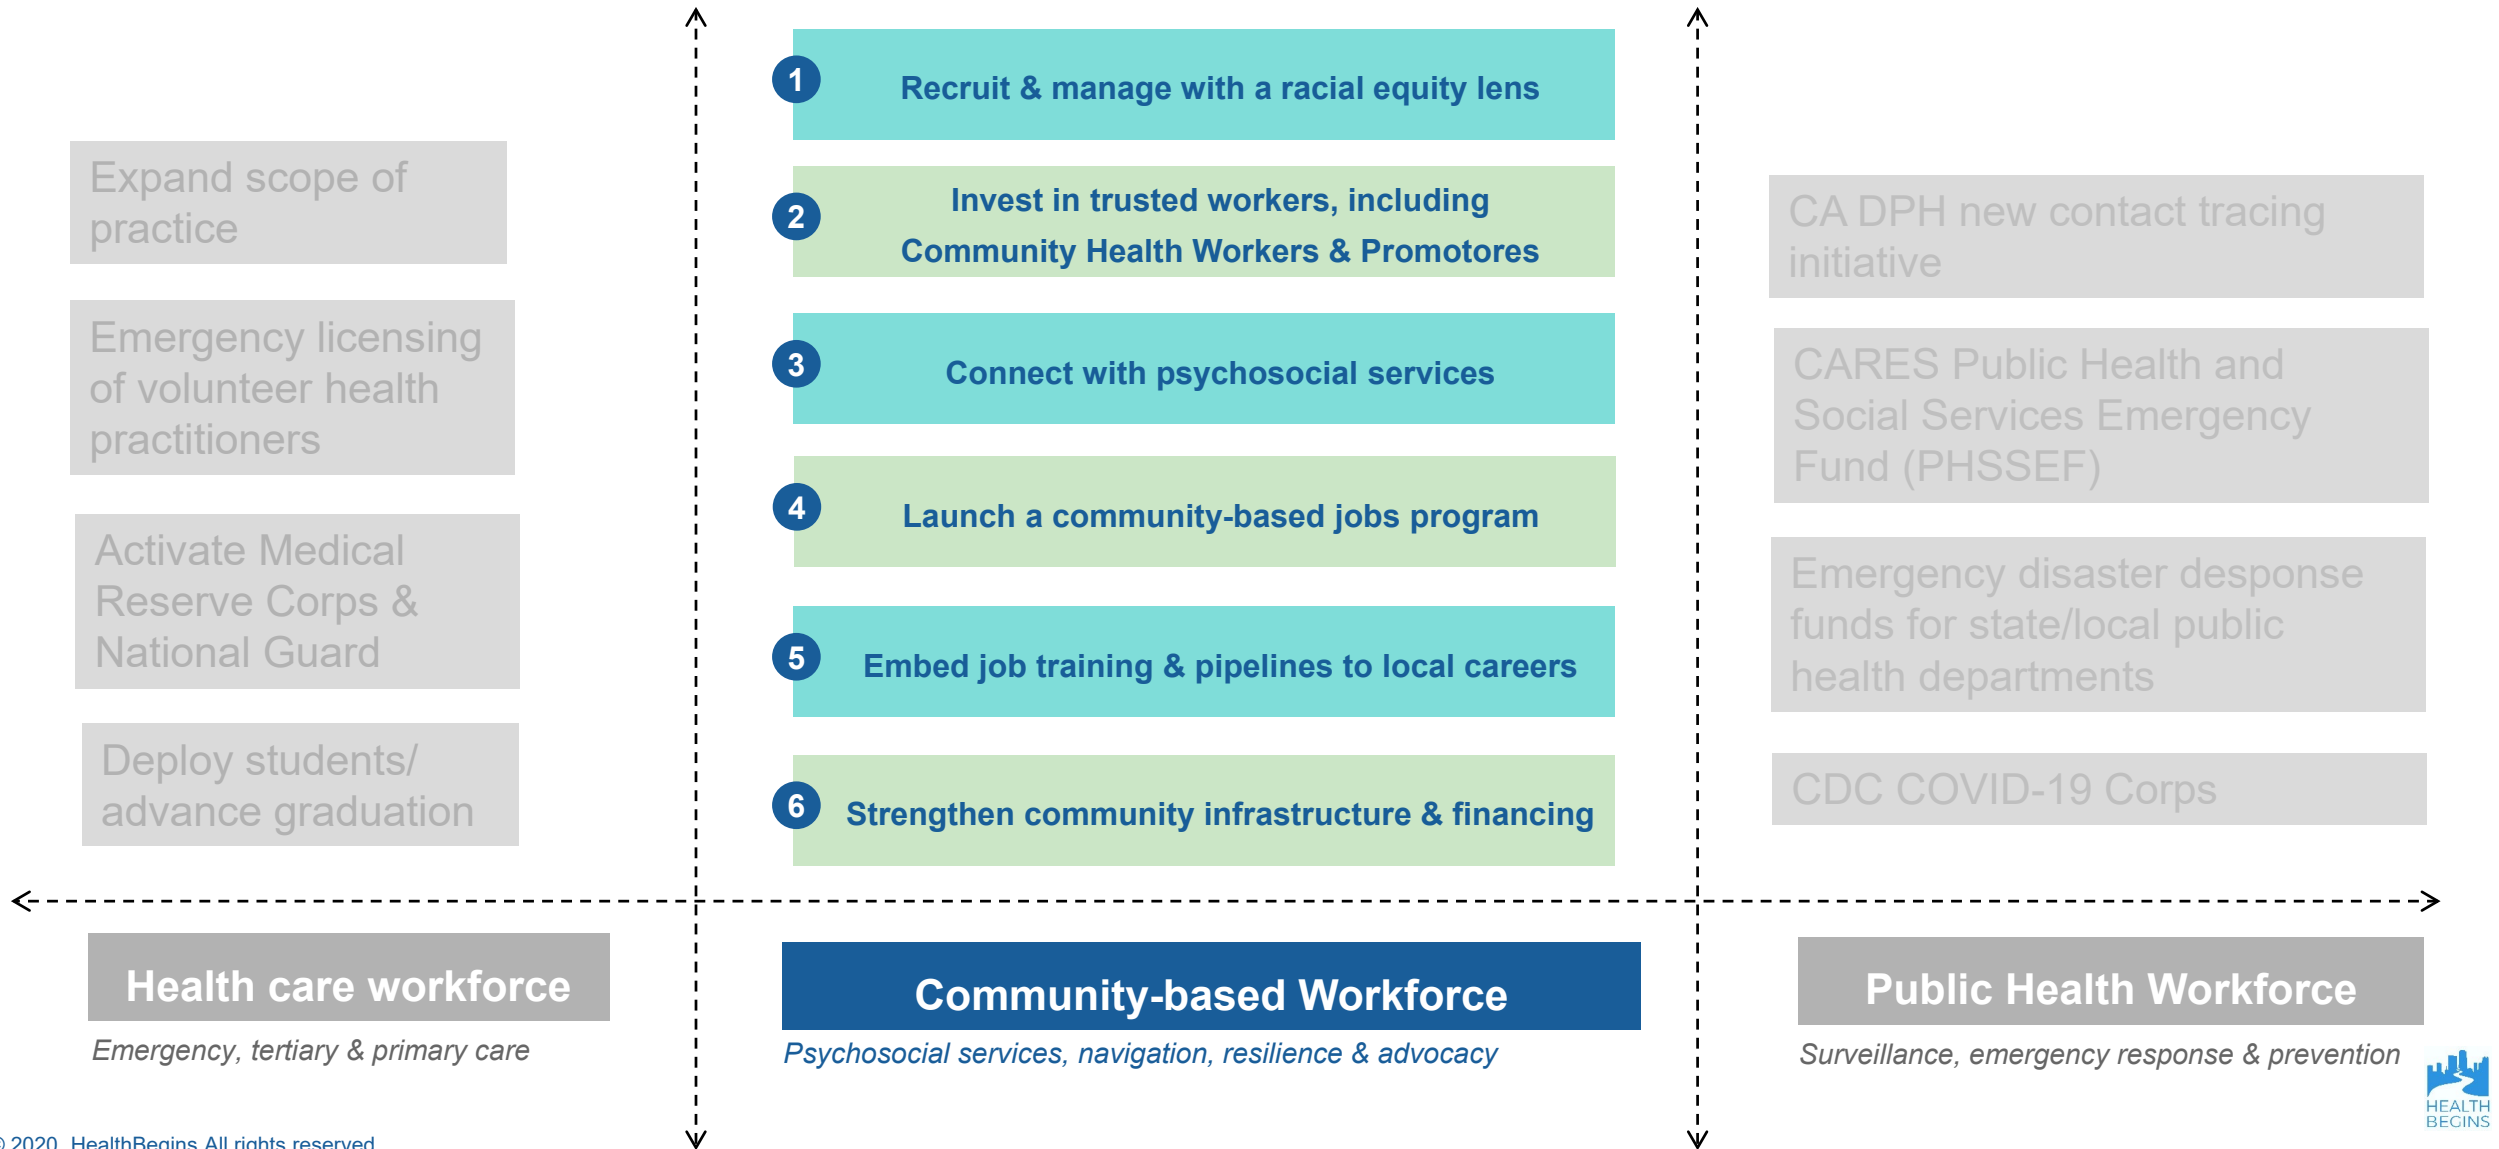 Expand scope of
practice
Emergency licensing
of volunteer health
practitioners
Activate Medical
Reserve Corps &
National Guard
Deploy students/
advance graduation
1
Recruit & manage with a racial equity lens
2
Invest in trusted workers, including
Community Health Workers & Promotores
3
Connect with psychosocial services
4
Launch a community-based jobs program
5
Embed job training & pipelines to local careers
6
Strengthen community infrastructure & financing
CA DPH new contact tracing
initiative
CARES Public Health and
Social Services Emergency
Fund (PHSSEF)
Emergency disaster desponse
funds for state/local public
health departments
CDC COVID-19 Corps
Health care workforce
Emergency, tertiary & primary care
Community-based Workforce
Psychosocial services, navigation, resilience & advocacy
Public Health Workforce
Surveillance, emergency response & prevention
HEALTH
BEGINS
© 2020 HealthBegins All rights reserved